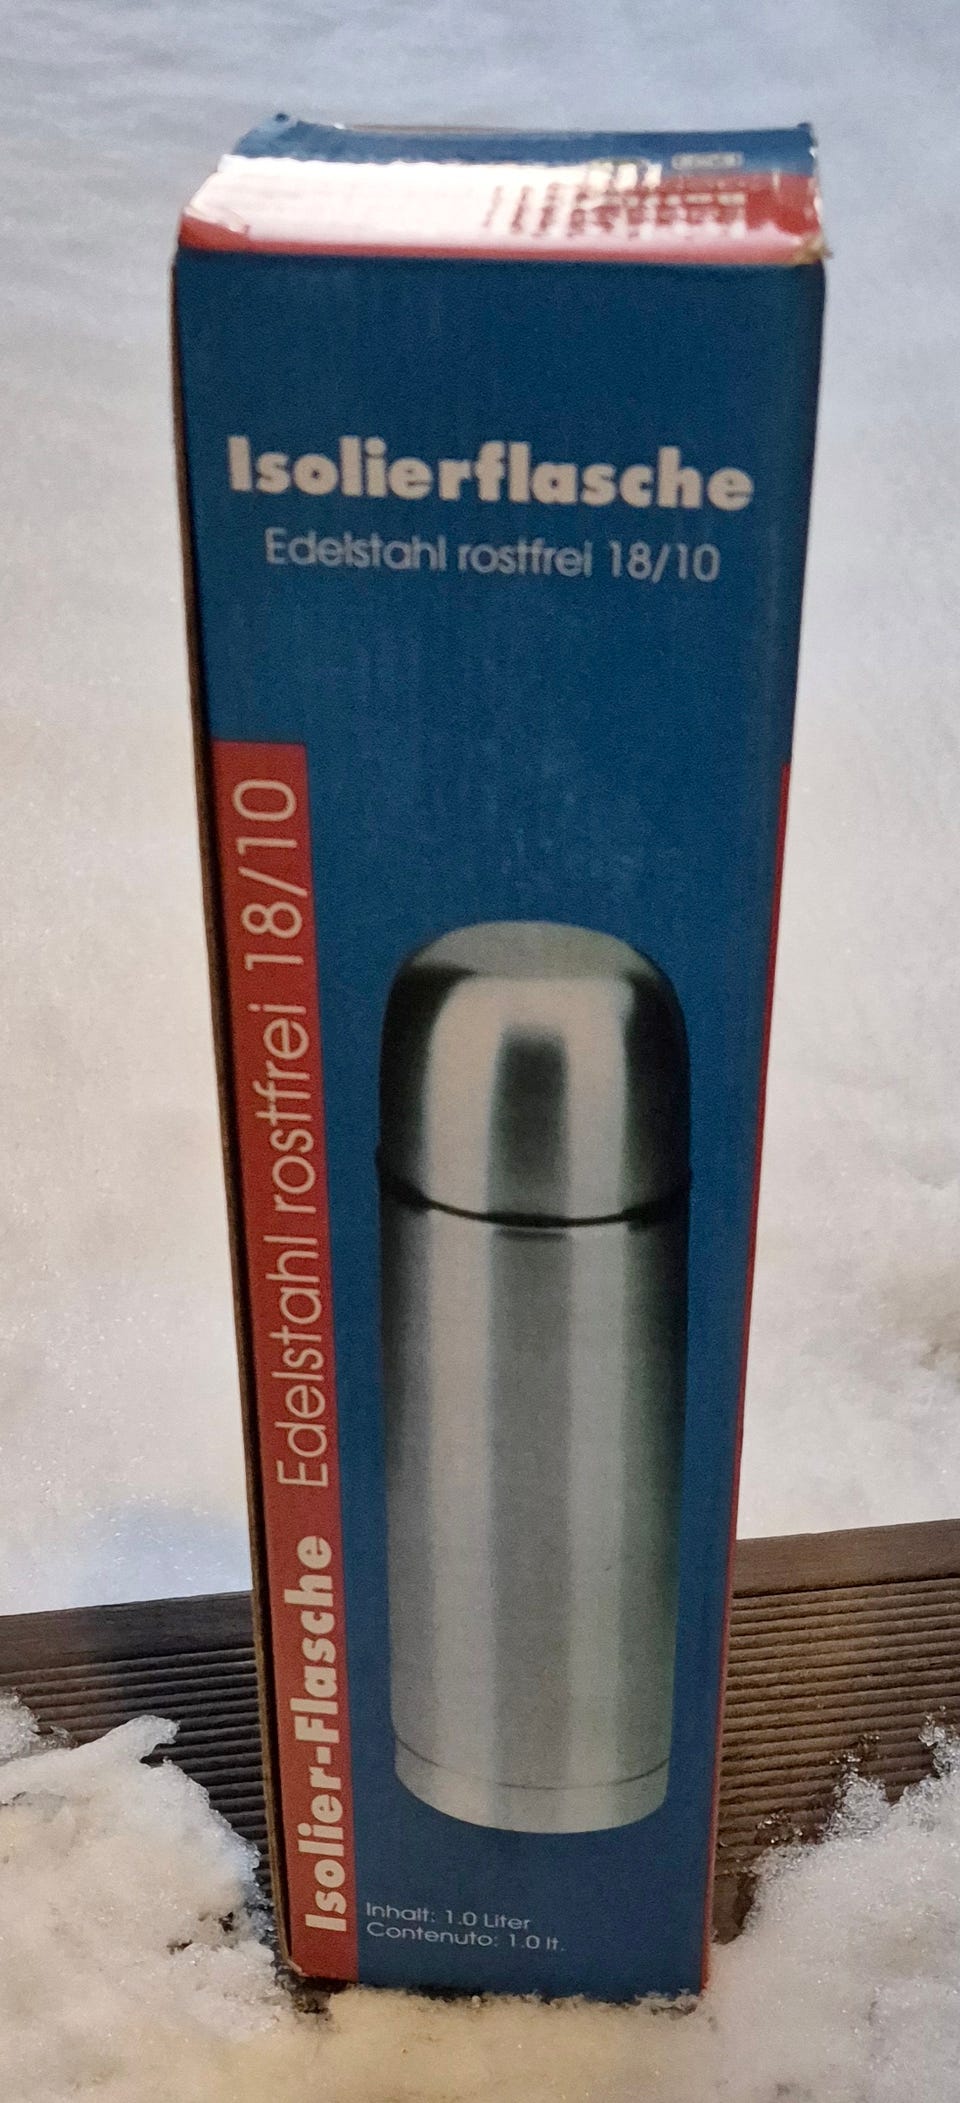 Isolierflasche
Edelstahl rostfrei 18/10
Isolier-Flasche Edelstahl rostfrei 18/10
Inhalt: 1.0 Liter
Contenuto: 1.0 lt.